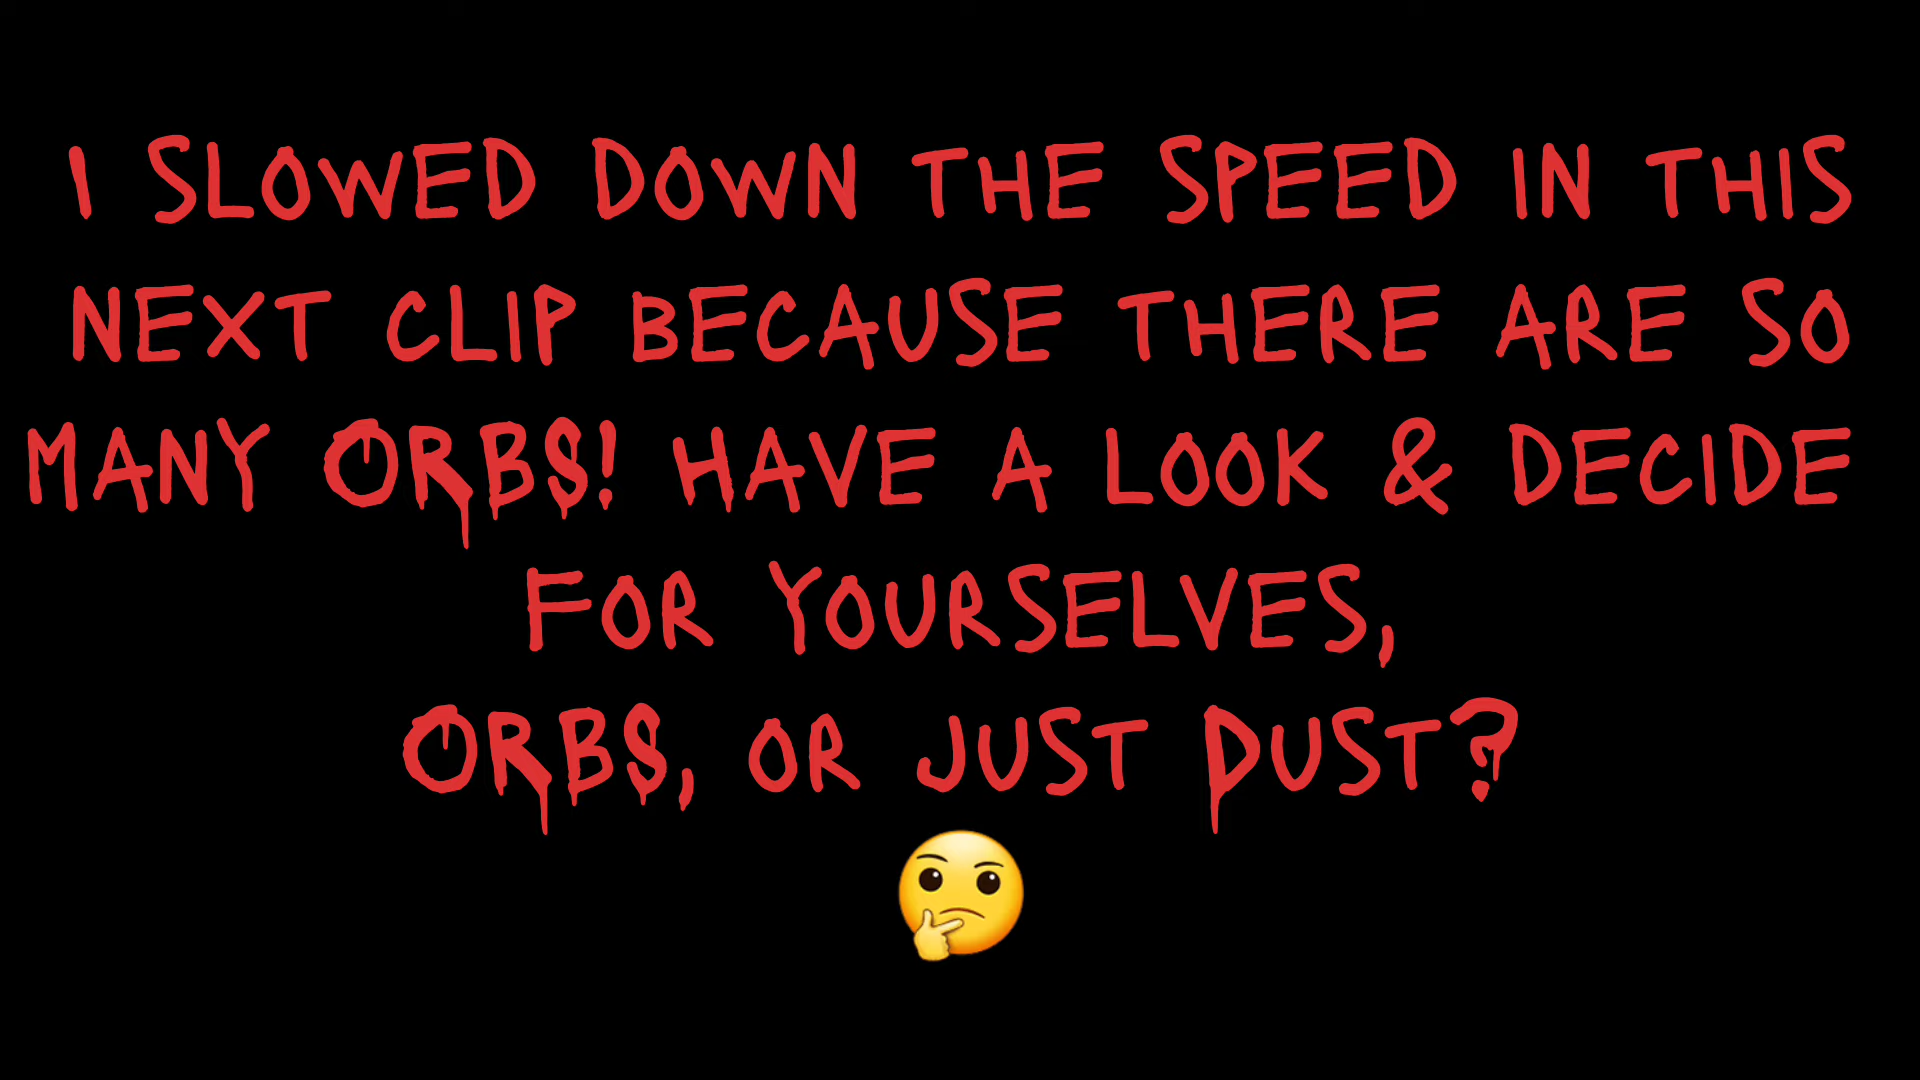 I SLOWED DOWN THE SPEED IN THIS
NEXT CLIP BECAUSE THERE ARE SO
MANY ORBS! HAVE A LOOK & DECIDE
FOR YOURSELVES,
ORBS, OR JUST DUST?
🤔